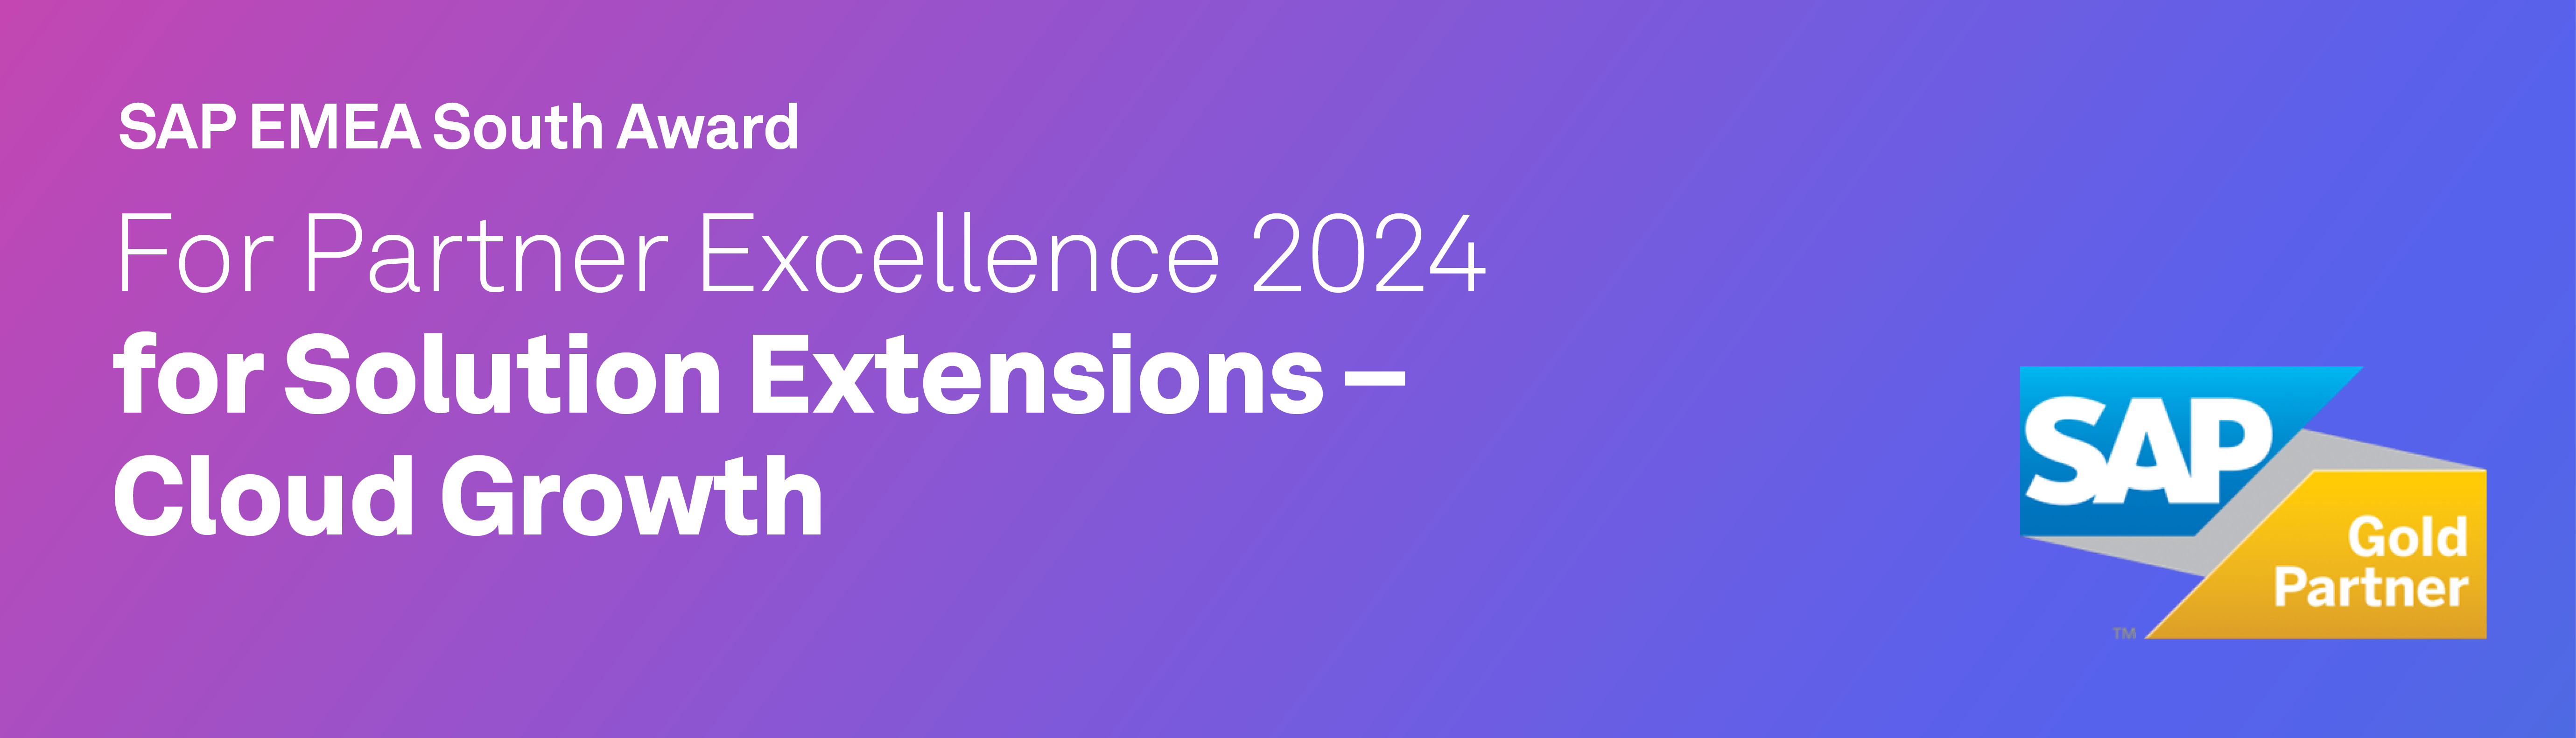 SAP EMEA South Award
For Partner Excellence 2024
for Solution Extensions –
Cloud Growth
SAP
Gold
Partner
TM